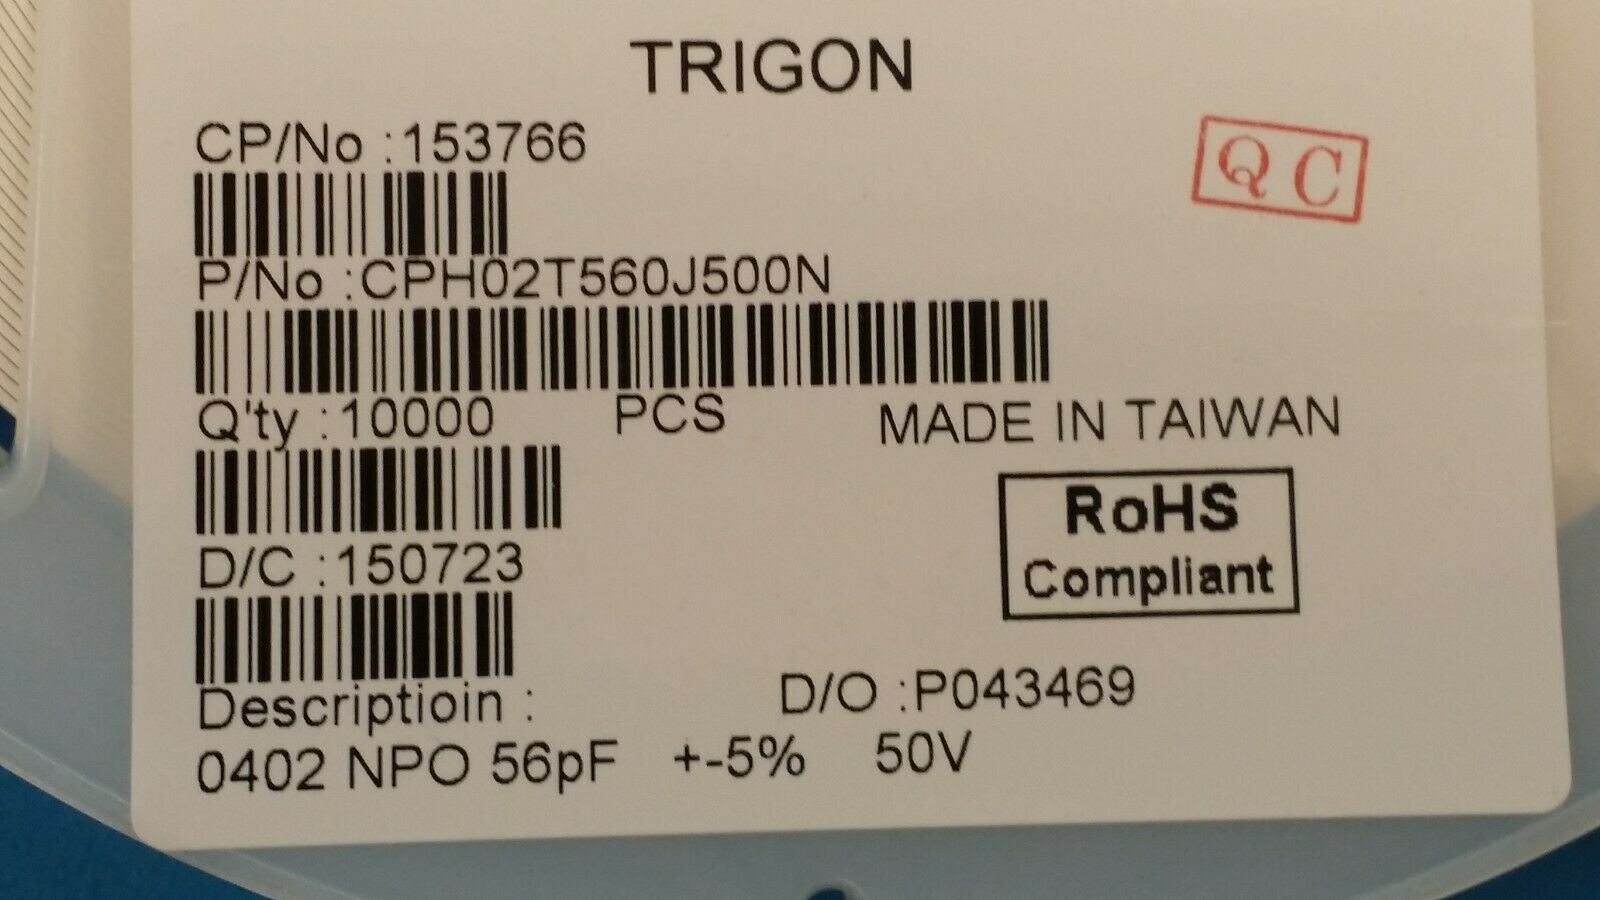 TRIGON
CP/No :153766
QC
P/No :CPH02T560J500N
Q'ty :10000 PCS MADE IN TAIWAN
RoHS
Compliant
D/C :150723
Descriptioin : D/O :P043469
0402 NPO 56pF +-5% 50V